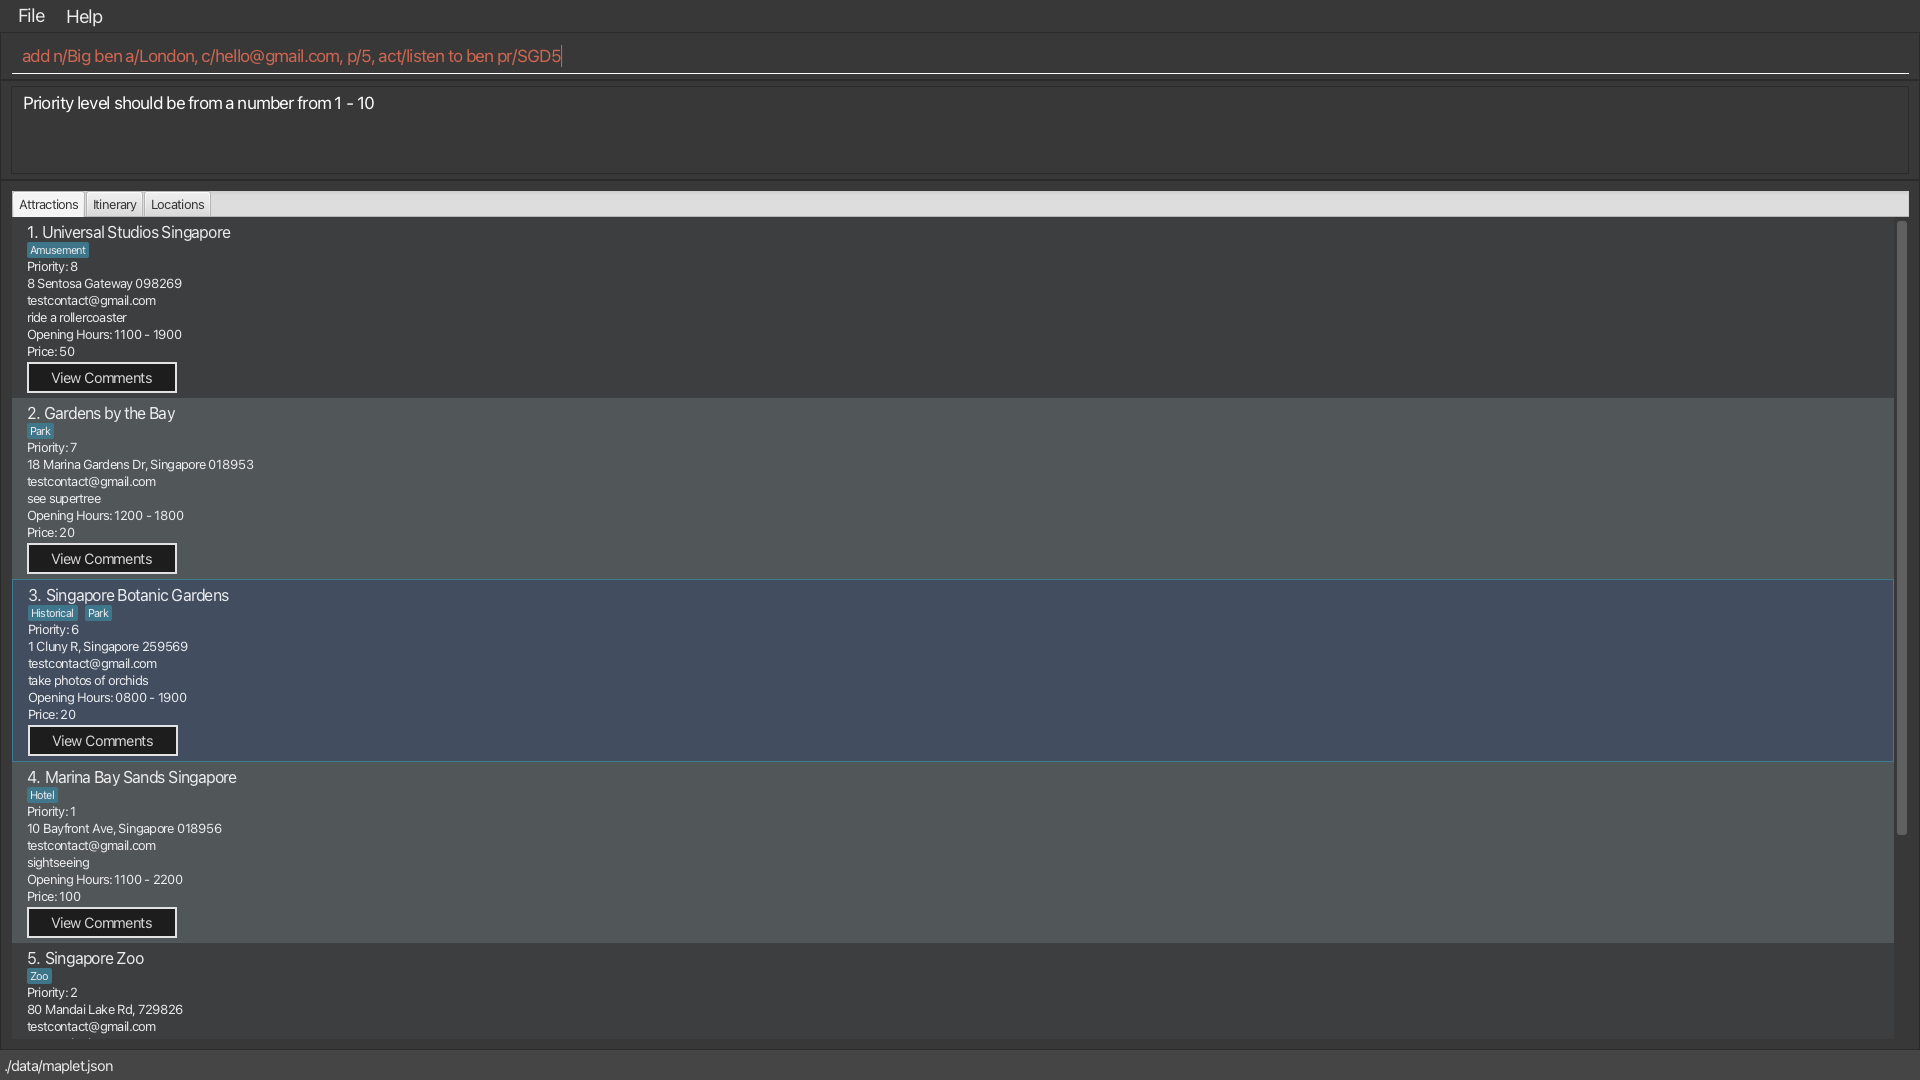 File Help
add n/Big ben a/London, c/hello@gmail.com, p/5, act/listen to ben pr/SGD5
Priority level should be from a number from 1 - 10
Attractions Itinerary Locations
1. Universal Studios Singapore
Amusement
Priority: 8
8 Sentosa Gateway 098269
testcontact@gmail.com
ride a rollercoaster
Opening Hours: 1100 - 1900
Price: 50
View Comments
2. Gardens by the Bay
Park
Priority: 7
18 Marina Gardens Dr, Singapore 018953
testcontact@gmail.com
see supertree
Opening Hours: 1200 - 1800
Price: 20
View Comments
3. Singapore Botanic Gardens
Historical Park
Priority: 6
1 Cluny R, Singapore 259569
testcontact@gmail.com
take photos of orchids
Opening Hours: 0800 - 1900
Price: 20
View Comments
4. Marina Bay Sands Singapore
Hotel
Priority: 1
10 Bayfront Ave, Singapore 018956
testcontact@gmail.com
sightseeing
Opening Hours: 1100 - 2200
Price: 100
View Comments
5. Singapore Zoo
Zoo
Priority: 2
80 Mandai Lake Rd, 729826
testcontact@gmail.com
./data/maplet.json